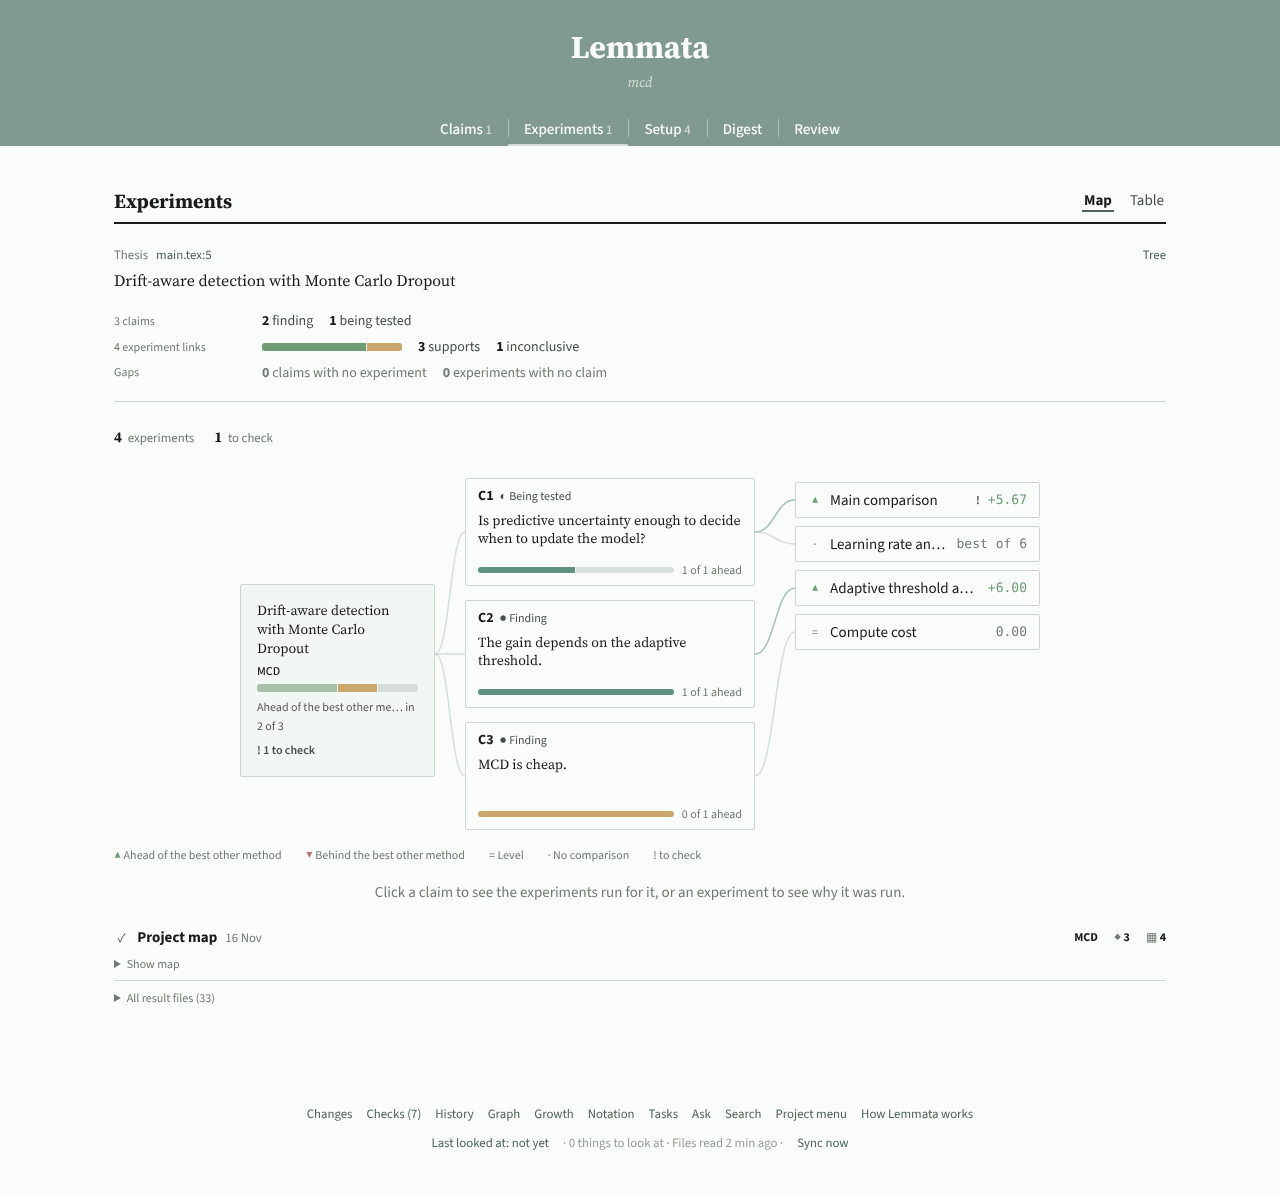 Lemmata
mcd
Claims 1 Experiments 1 Setup 4 Digest Review
Experiments
Map Table
Thesis main.tex:5
Tree
Drift-aware detection with Monte Carlo Dropout
3 claims 2 finding 1 being tested
4 experiment links 3 supports 1 inconclusive
Gaps 0 claims with no experiment 0 experiments with no claim
4 experiments 1 to check
Drift-aware detection
with Monte Carlo
Dropout
MCD
Ahead of the best other me… in
2 of 3
! 1 to check
C1 Being tested
Is predictive uncertainty enough to decide
when to update the model?
1 of 1 ahead
C2 ● Finding
The gain depends on the adaptive
threshold.
1 of 1 ahead
C3 ● Finding
MCD is cheap.
0 of 1 ahead
▲ Main comparison ! +5.67
· Learning rate an… best of 6
▲ Adaptive threshold a… +6.00
= Compute cost 0.00
▲ Ahead of the best other method ▼ Behind the best other method = Level · No comparison ! to check
Click a claim to see the experiments run for it, or an experiment to see why it was run.
✓ Project map 16 Nov
MCD ⌖ 3 ▦ 4
▶ Show map
▶ All result files (33)
Changes Checks (7) History Graph Growth Notation Tasks Ask Search Project menu How Lemmata works
Last looked at: not yet · 0 things to look at · Files read 2 min ago · Sync now